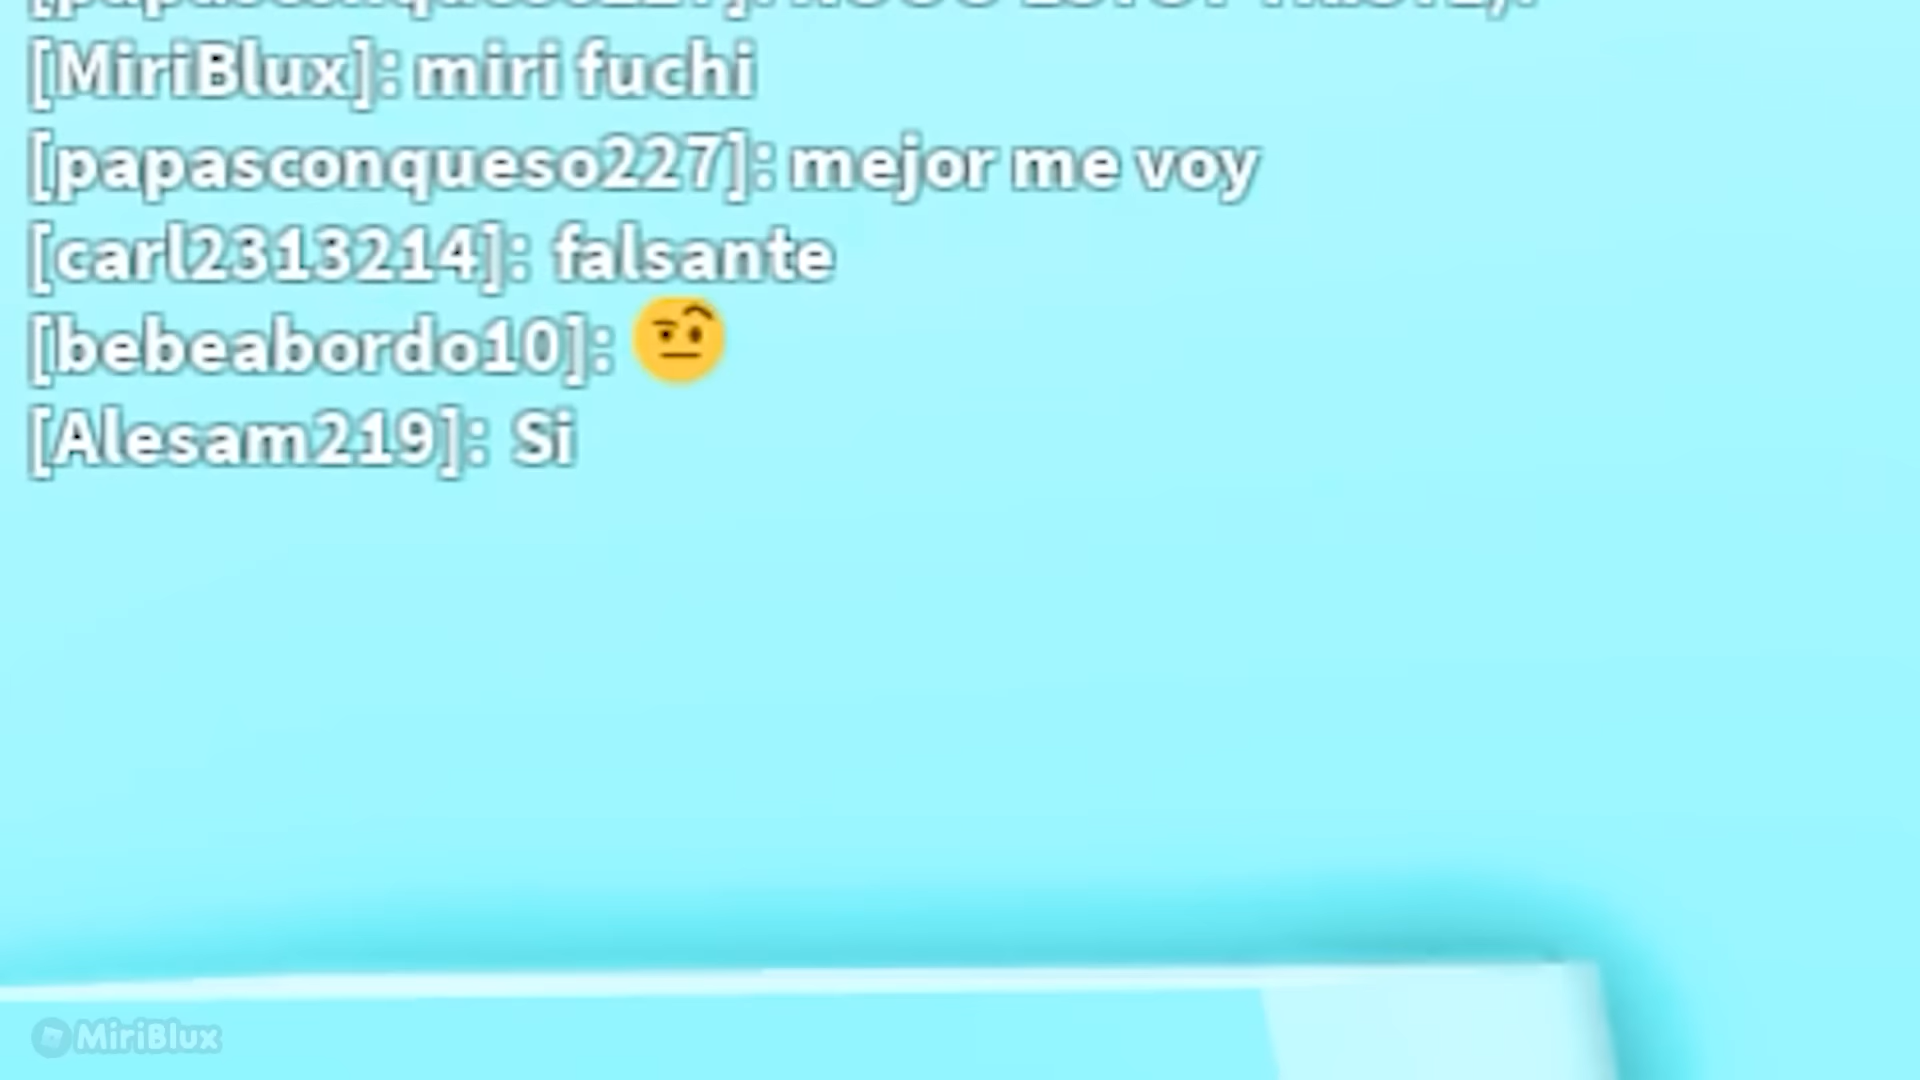 [MiriBlux]: miri fuchi
[papasconqueso227]: mejor me voy
[carl2313214]: falsante
[bebeabordo10]: 🤨
[Alesam219]: Si
MiriBlux